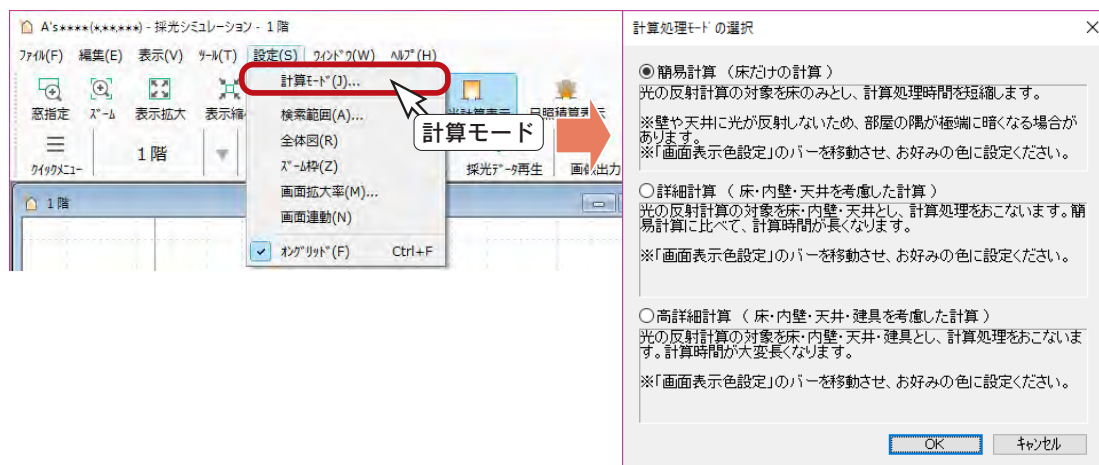 A's****(*,**,***) - 採光シミュレーション - 1 階
ファイル(F) 編集(E) 表示(V) ツール(T) 設定(S) ウィンドウ(W) ヘルプ(H)
窓指定 ズーム 表示拡大 表示縮
クイックメニュー
1 階
計算モード(J)...
検索範囲(A)...
全体図(R)
ズーム枠(Z)
画面拡大率(M)...
画面連動(N)
オングリッド(F) Ctrl+F
計算モード
採光データ再生
1 階
計算処理モードの選択
簡易計算 (床だけの計算)
光の反射計算の対象を床のみとし、計算処理時間を短縮します。
※壁や天井に光が反射しないため、部屋の隅が極端に暗くなる場合が
あります。
※「画面表示色設定」のバーを移動させ、お好みの色に設定ください。
詳細計算 ( 床・内壁・天井を考慮した計算 )
光の反射計算の対象を床・内壁・天井とし、計算処理をおこないます。簡
易計算に比べて、計算時間が長くなります。
※「画面表示色設定」のバーを移動させ、お好みの色に設定ください。
高詳細計算 ( 床・内壁・天井・建具を考慮した計算 )
光の反射計算の対象を床・内壁・天井・建具とし、計算処理をおこないま
す。計算時間が大変長くなります。
※「画面表示色設定」のバーを移動させ、お好みの色に設定ください。
OK キャンセル